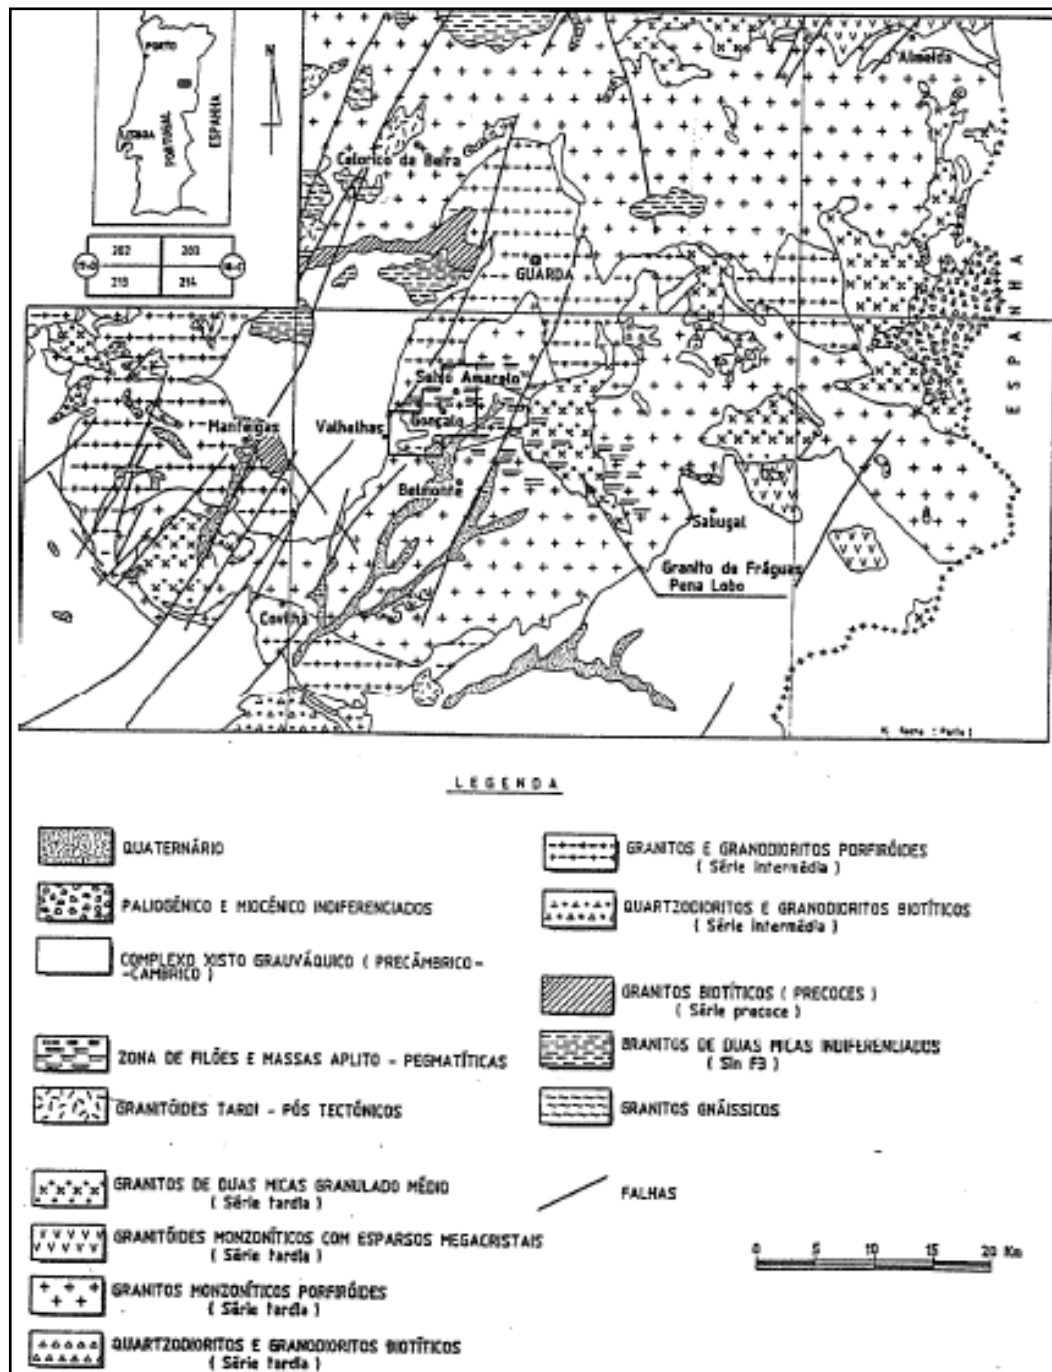 PORTO
LISBOA
PORTUGAL
ESPANHA
N
202
203
213
214
Almeida
Celorico da Beira
GUARDA
ESPANHA
Seixo Amarelo
Gonçalo
Manteigas
Valhelhas
Belmonte
Sabugal
Granito de Fráguas
Pena Lobo
Covilhã
LEGENDA
QUATERNÁRIO
PALIOGÉNICO E MIOCÉNICO INDIFERENCIADOS
COMPLEXO XISTO GRAUVÁQUICO ( PRECÂMBRICO-
-CAMBRICO )
ZONA DE FILÕES E MASSAS APLITO - PEGMATÍTICAS
GRANITÓIDES TARDI - PÓS TECTÓNICOS
GRANITOS DE DUAS MICAS GRANULADO MÉDIO
( Série tardia )
GRANITÓIDES MONZONÍTICOS COM ESPARSOS MEGACRISTAIS
( Série tardia )
GRANITOS MONZONÍTICOS PORFIRÓIDES
( Série tardia )
QUARTZODIORITOS E GRANODIORITOS BIOTÍTICOS
( Série tardia )
GRANITOS E GRANODIORITOS PORFIRÓIDES
( Série intermédia )
QUARTZODIORITOS E GRANODIORITOS BIOTÍTICOS
( Série intermédia )
GRANITOS BIOTÍTICOS ( PRECOCES )
( Série precoce )
GRANITOS DE DUAS MICAS INDIFERENCIADOS
( Sin F3 )
GRANITOS GNÁISSICOS
FALHAS
0 5 10 15 20 Km